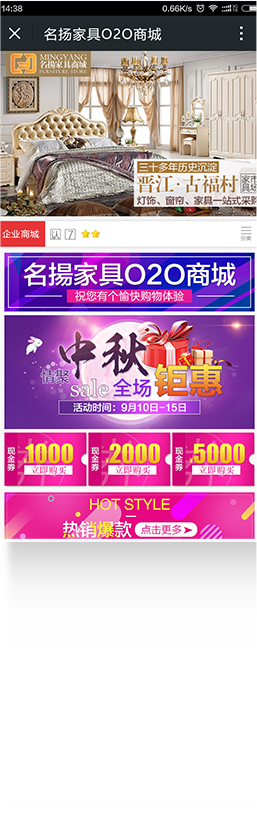 14:38
0.66K/s
名扬家具O2O商城
MINGYANG
名揚家具商城
FURNITURE STORE
三十多年历史沉淀
晋江·古福村
灯饰、窗帘、家具一站式采购
企业商城
分类
名揚家具O2O商城
祝您有个愉快购物体验
情聚
中秋
sale
全场
钜惠
活动时间：9月10日-15日
现金券
1000
立即购买
现金券
2000
立即购买
现金券
5000
立即购买
HOT STYLE
热销爆款
点击更多>